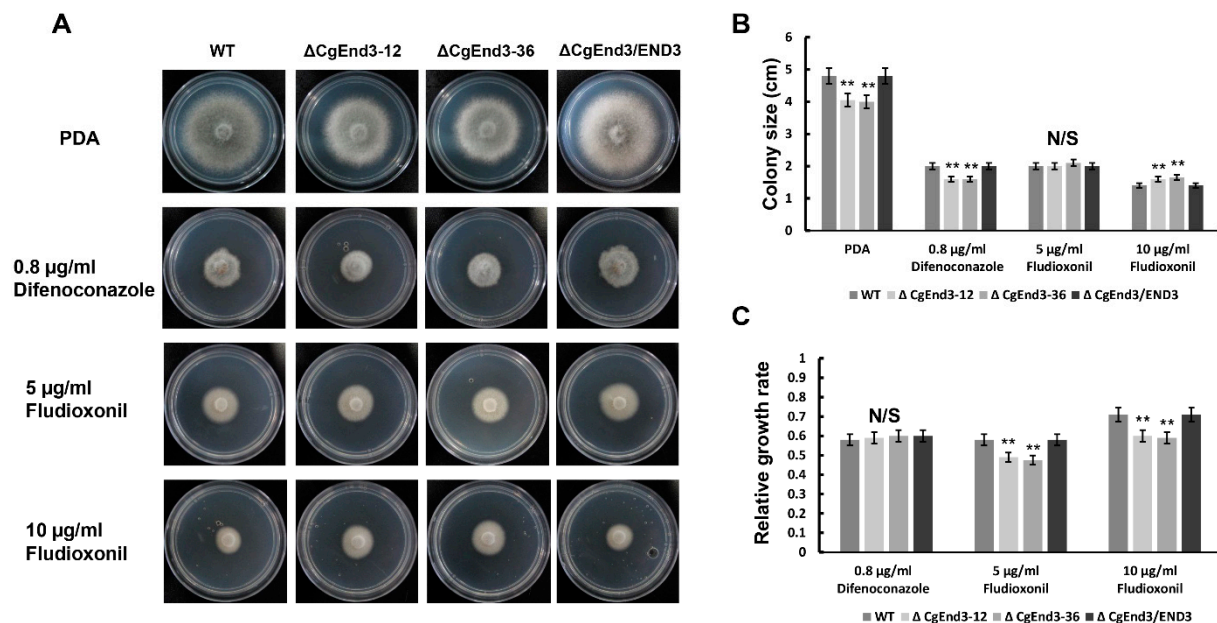 A
WT
ΔCgEnd3-12
ΔCgEnd3-36
ΔCgEnd3/END3
PDA
0.8 μg/ml
Difenoconazole
5 μg/ml
Fludioxonil
10 μg/ml
Fludioxonil
B
Colony size (cm)
6
5
4
3
2
1
0
** **
** **
N/S
** **
PDA
0.8 μg/ml
Difenoconazole
5 μg/ml
Fludioxonil
10 μg/ml
Fludioxonil
WT Δ CgEnd3-12 Δ CgEnd3-36 Δ CgEnd3/END3
C
Relative growth rate
1
0.9
0.8
0.7
0.6
0.5
0.4
0.3
0.2
0.1
0
N/S
** **
** **
0.8 μg/ml
Difenoconazole
5 μg/ml
Fludioxonil
10 μg/ml
Fludioxonil
WT Δ CgEnd3-12 Δ CgEnd3-36 Δ CgEnd3/END3